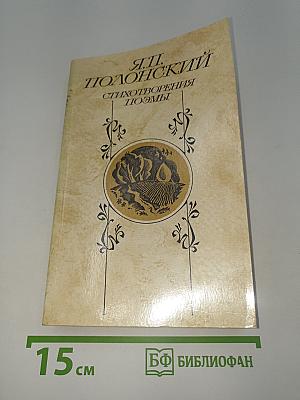 Я.П.
ПОЛОНСКИЙ
СТИХОТВОРЕНИЯ
ПОЭМЫ
15 см
БФ БИБЛИОФАН